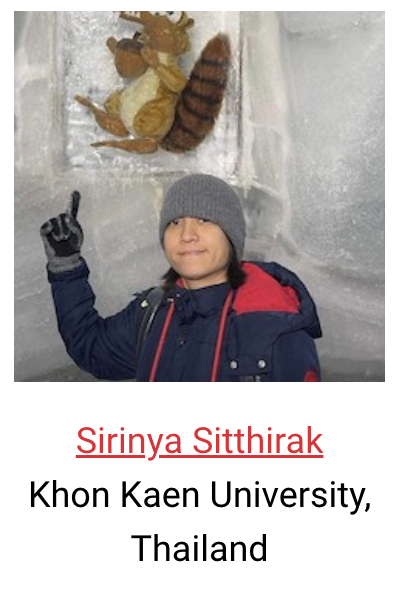 Sirinya Sitthirak
Khon Kaen University,
Thailand